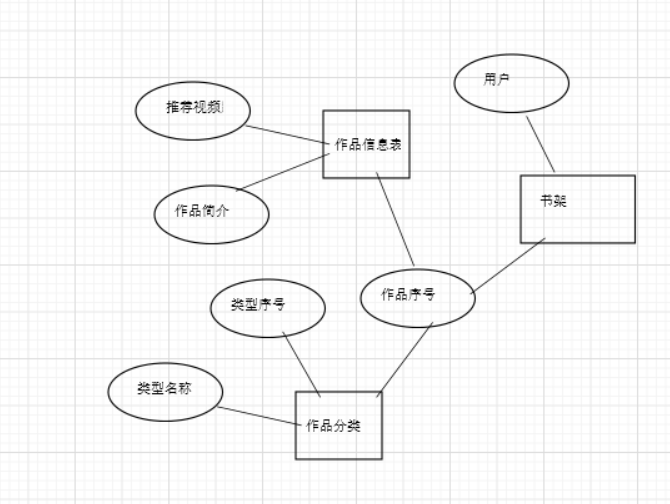 用户
推荐视频
作品信息表
书架
作品简介
作品序号
类型序号
类型名称
作品分类